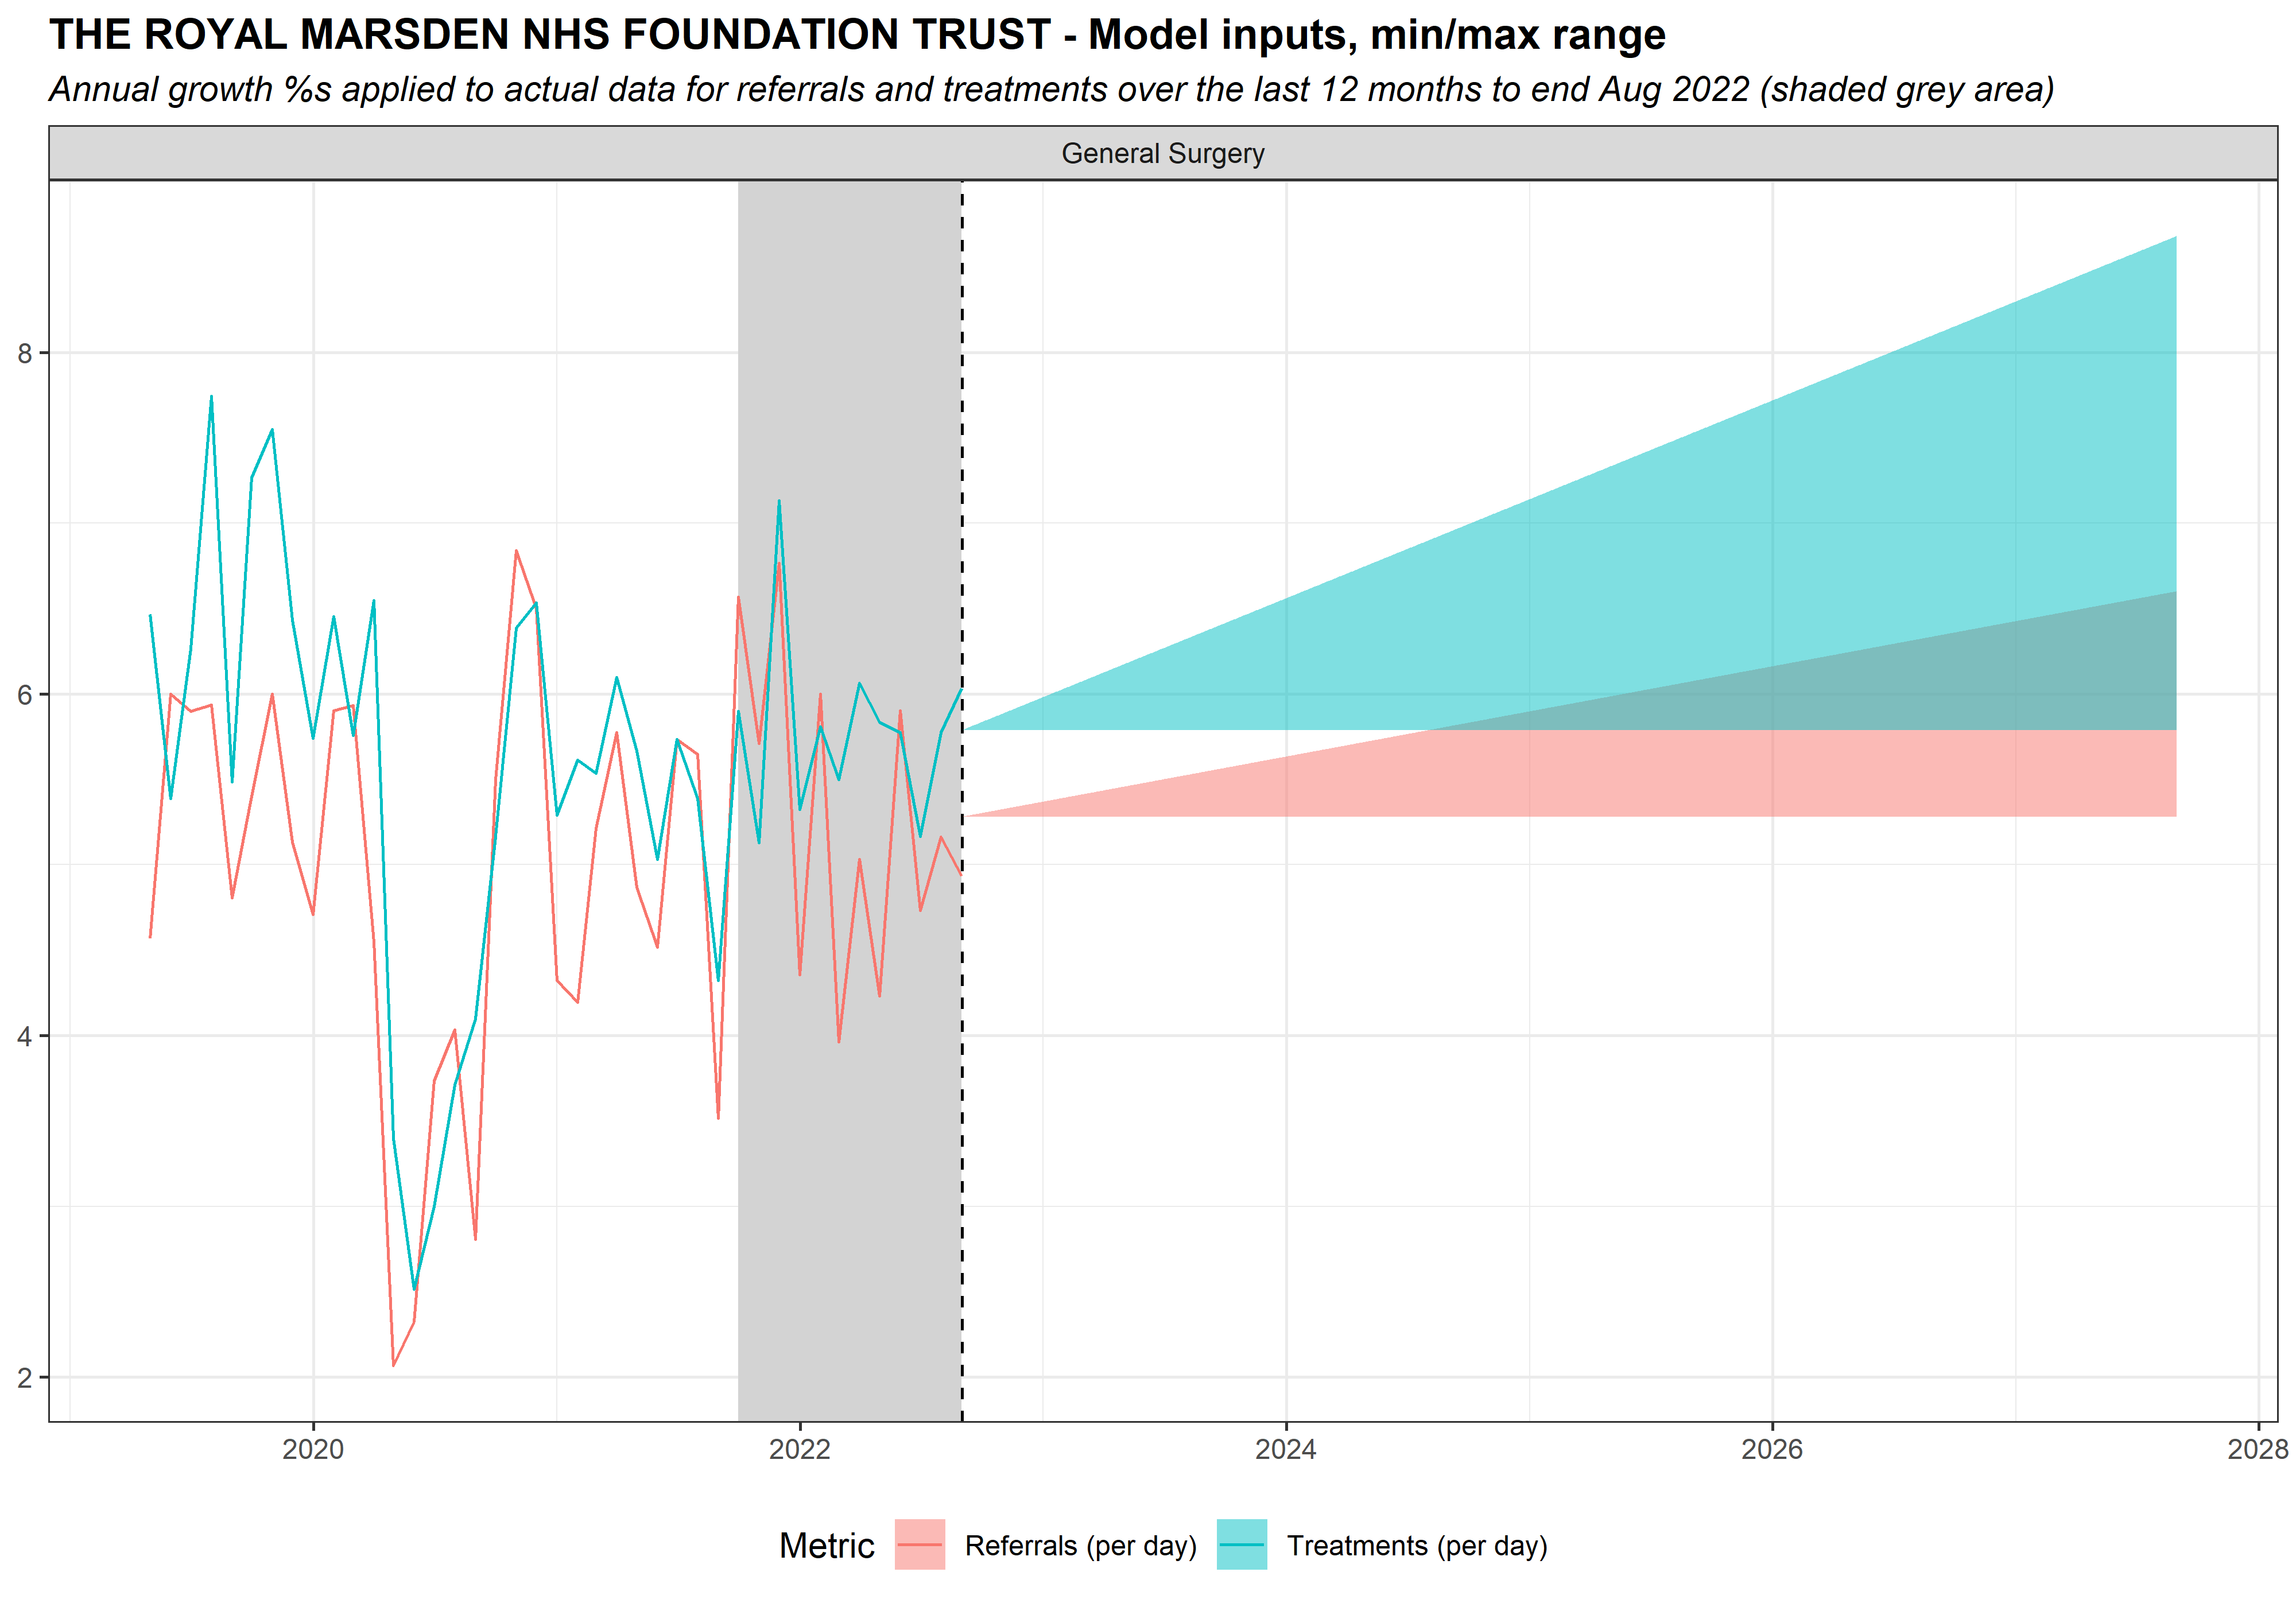 THE ROYAL MARSDEN NHS FOUNDATION TRUST - Model inputs, min/max range
Annual growth %s applied to actual data for referrals and treatments over the last 12 months to end Aug 2022 (shaded grey area)
General Surgery
8
6
4
2
2020 2022 2024 2026 2028
Metric Referrals (per day) Treatments (per day)